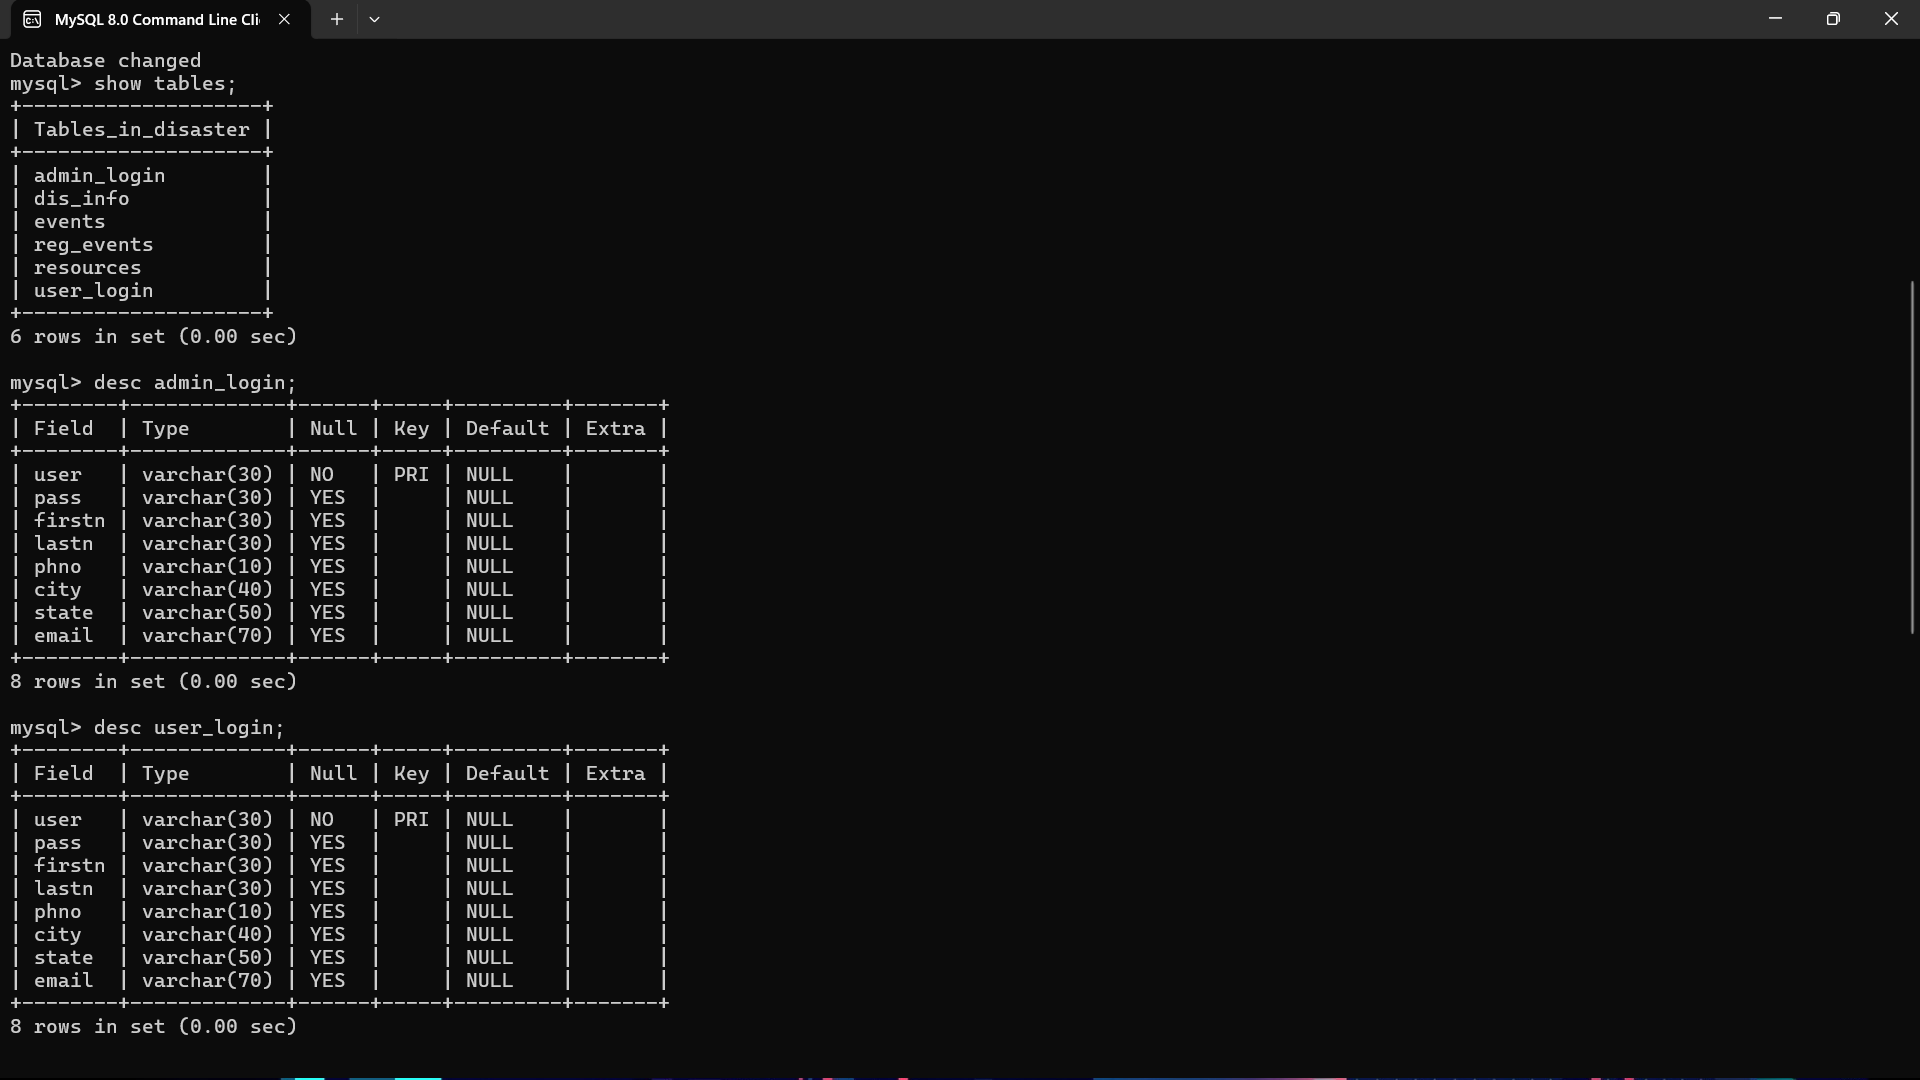 MySQL 8.0 Command Line Cli
Database changed
mysql> show tables;
+--------------------+
| Tables_in_disaster |
+--------------------+
| admin_login        |
| dis_info           |
| events             |
| reg_events         |
| resources          |
| user_login         |
+--------------------+
6 rows in set (0.00 sec)

mysql> desc admin_login;
+--------+-------------+------+-----+---------+-------+
| Field  | Type        | Null | Key | Default | Extra |
+--------+-------------+------+-----+---------+-------+
| user   | varchar(30) | NO   | PRI | NULL    |       |
| pass   | varchar(30) | YES  |     | NULL    |       |
| firstn | varchar(30) | YES  |     | NULL    |       |
| lastn  | varchar(30) | YES  |     | NULL    |       |
| phno   | varchar(10) | YES  |     | NULL    |       |
| city   | varchar(40) | YES  |     | NULL    |       |
| state  | varchar(50) | YES  |     | NULL    |       |
| email  | varchar(70) | YES  |     | NULL    |       |
+--------+-------------+------+-----+---------+-------+
8 rows in set (0.00 sec)

mysql> desc user_login;
+--------+-------------+------+-----+---------+-------+
| Field  | Type        | Null | Key | Default | Extra |
+--------+-------------+------+-----+---------+-------+
| user   | varchar(30) | NO   | PRI | NULL    |       |
| pass   | varchar(30) | YES  |     | NULL    |       |
| firstn | varchar(30) | YES  |     | NULL    |       |
| lastn  | varchar(30) | YES  |     | NULL    |       |
| phno   | varchar(10) | YES  |     | NULL    |       |
| city   | varchar(40) | YES  |     | NULL    |       |
| state  | varchar(50) | YES  |     | NULL    |       |
| email  | varchar(70) | YES  |     | NULL    |       |
+--------+-------------+------+-----+---------+-------+
8 rows in set (0.00 sec)